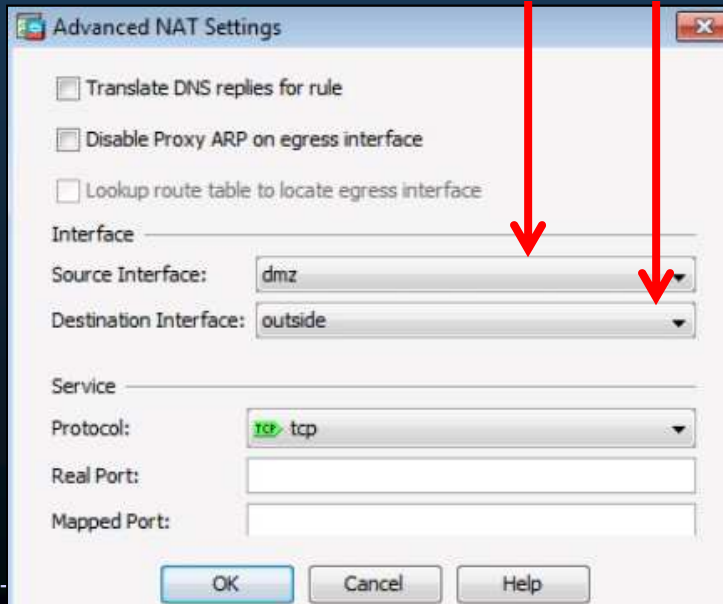 Advanced NAT Settings
Translate DNS replies for rule
Disable Proxy ARP on egress interface
Lookup route table to locate egress interface
Interface
Source Interface: dmz
Destination Interface: outside
Service
Protocol: TCP tcp
Real Port:
Mapped Port:
OK Cancel Help